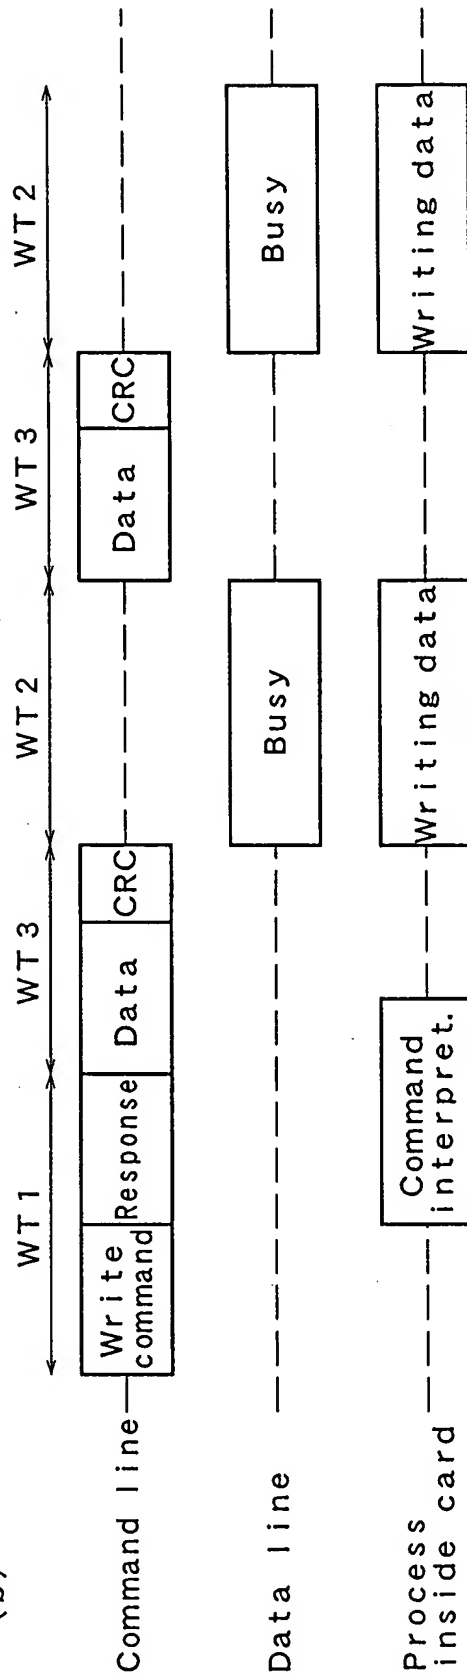 (b)
WT1
WT3
WT2
WT3
WT2
Command line
Write
command
Response
Data
CRC
Data
CRC
Data line
Busy
Busy
Process
inside card
Command
interpret.
Writing data
Writing data